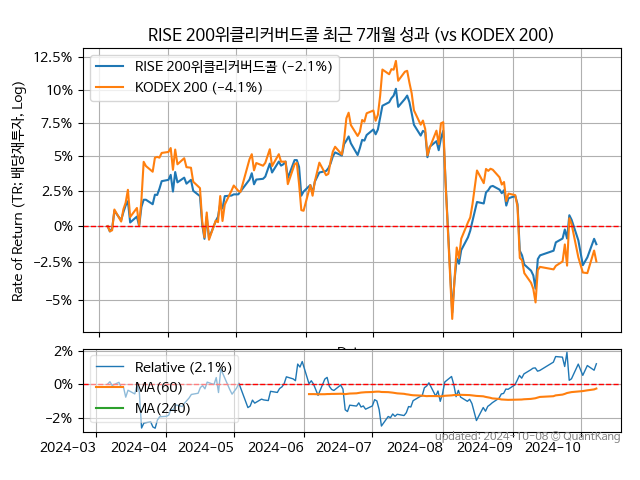 RISE 200위클리커버드콜 최근 7개월 성과 (vs KODEX 200)
Rate of Return (TR: 배당재투자, Log)
12.5%
10%
7.5%
5%
2.5%
0%
−2.5%
−5%
RISE 200위클리커버드콜 (−2.1%)
KODEX 200 (−4.1%)
2%
0%
−2%
Relative (2.1%)
MA(60)
MA(240)
2024−03 2024−04 2024−05 2024−06 2024−07 2024−08 2024−09 2024−10
updated: 2024-10-08 © QuantKang